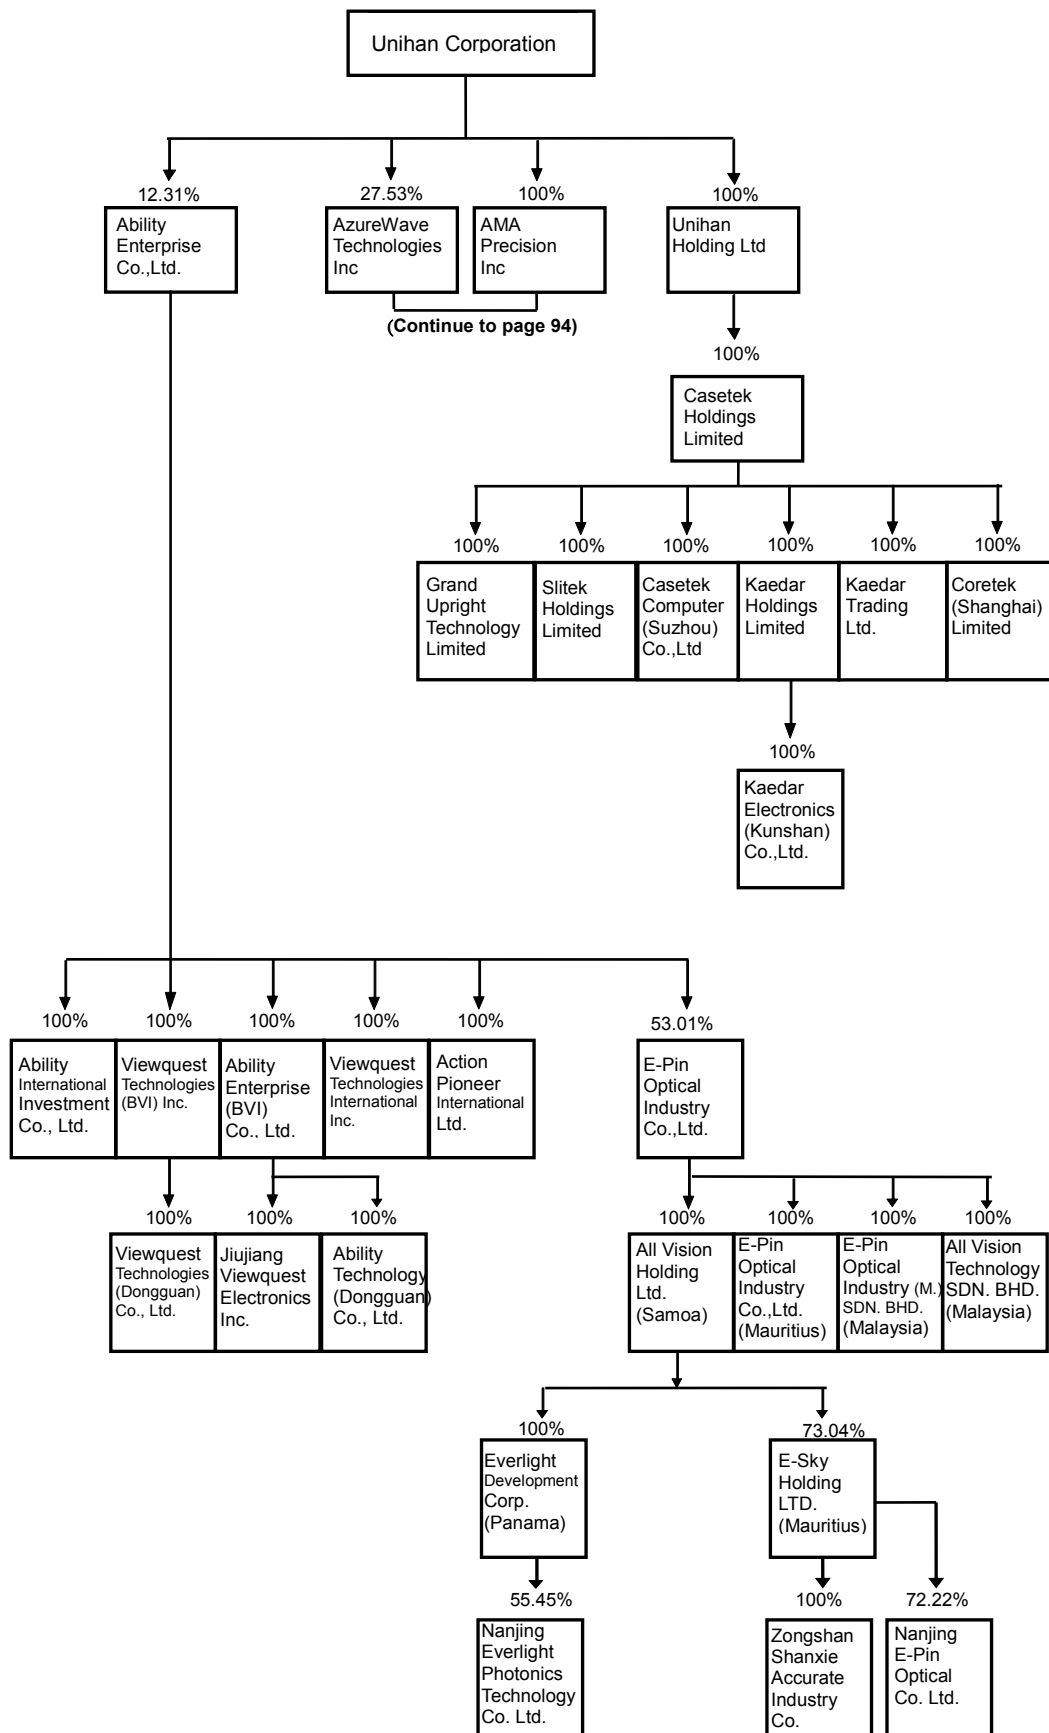 Unihan Corporation
12.31%
27.53%
100%
100%
Ability
Enterprise
Co.,Ltd.
AzureWave
Technologies
Inc
AMA
Precision
Inc
Unihan
Holding Ltd
(Continue to page 94)
100%
Casetek
Holdings
Limited
100%
100%
100%
100%
100%
100%
Grand
Upright
Technology
Limited
Slitek
Holdings
Limited
Casetek
Computer
(Suzhou)
Co.,Ltd
Kaedar
Holdings
Limited
Kaedar
Trading
Ltd.
Coretek
(Shanghai)
Limited
100%
Kaedar
Electronics
(Kunshan)
Co.,Ltd.
100%
100%
100%
100%
100%
53.01%
Ability
International
Investment
Co., Ltd.
Viewquest
Technologies
(BVI) Inc.
Ability
Enterprise
(BVI)
Co., Ltd.
Viewquest
Technologies
International
Inc.
Action
Pioneer
International
Ltd.
E-Pin
Optical
Industry
Co.,Ltd.
100%
100%
100%
100%
100%
100%
100%
Viewquest
Technologies
(Dongguan)
Co., Ltd.
Jiujiang
Viewquest
Electronics
Inc.
Ability
Technology
(Dongguan)
Co., Ltd.
All Vision
Holding
Ltd.
(Samoa)
E-Pin
Optical
Industry
Co.,Ltd.
(Mauritius)
E-Pin
Optical
Industry (M.)
SDN. BHD.
(Malaysia)
All Vision
Technology
SDN. BHD.
(Malaysia)
100%
73.04%
Everlight
Development
Corp.
(Panama)
E-Sky
Holding
LTD.
(Mauritius)
55.45%
100%
72.22%
Nanjing
Everlight
Photonics
Technology
Co. Ltd.
Zongshan
Shanxie
Accurate
Industry
Co.
Nanjing
E-Pin
Optical
Co. Ltd.